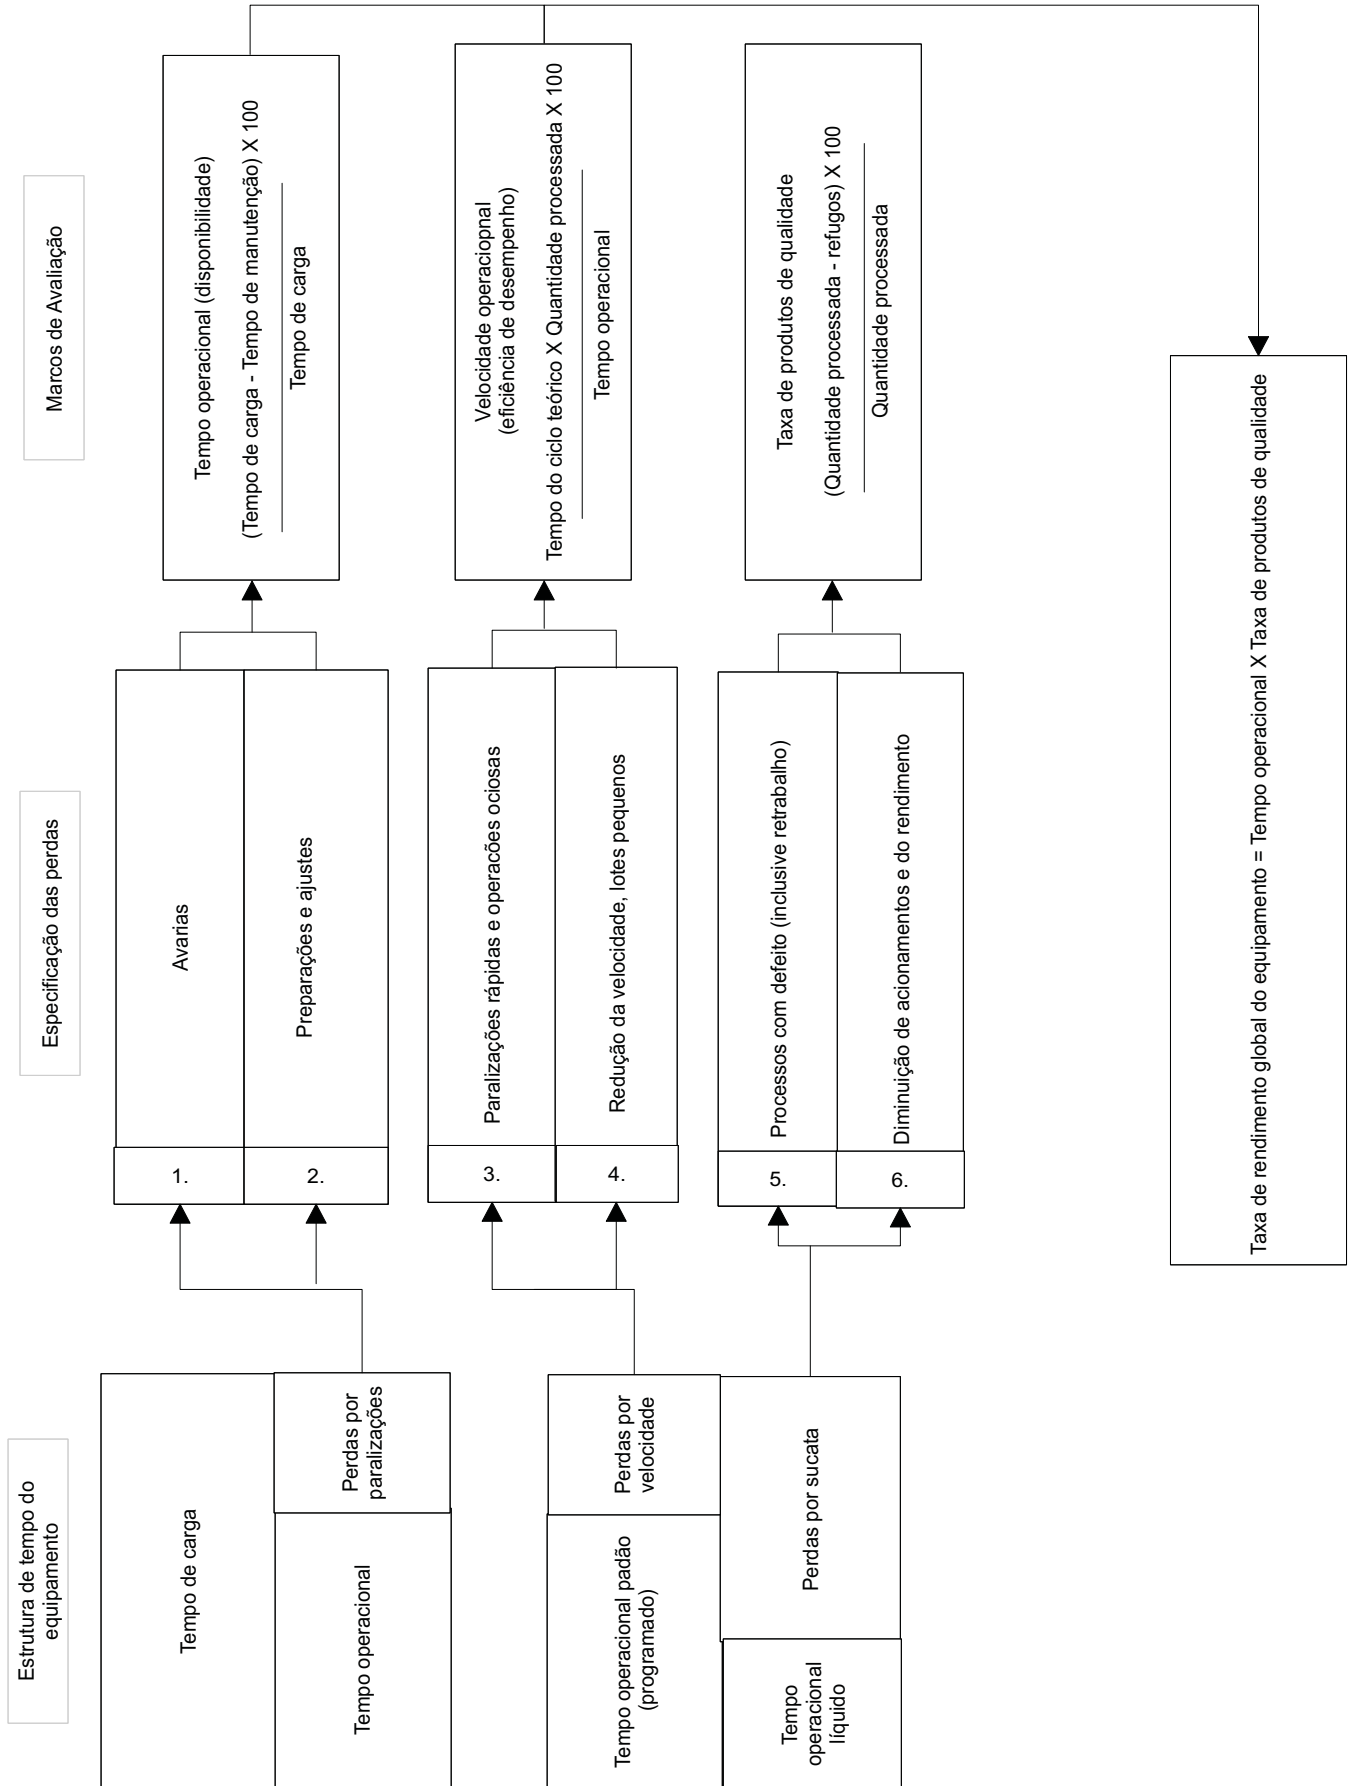 Estrutura de tempo do
equipamento
Especificação das perdas
Marcos de Avaliação
Tempo de carga
Perdas por
paralizações
Tempo operacional
1.
Avarias
2.
Preparações e ajustes
Tempo operacional (disponibilidade)
(Tempo de carga - Tempo de manutenção) X 100
Tempo de carga
Perdas por
velocidade
Tempo operacional padão
(programado)
3.
Paralizações rápidas e operacões ociosas
4.
Redução da velocidade, lotes pequenos
Velocidade operaciopnal
(eficiência de desempenho)
Tempo do ciclo teórico X Quantidade processada X 100
Tempo operacional
Perdas por sucata
Tempo
operacional
líquido
5.
Processos com defeito (inclusive retrabalho)
6.
Diminuição de acionamentos e do rendimento
Taxa de produtos de qualidade
(Quantidade processada - refugos) X 100
Quantidade processada
Taxa de rendimento global do equipamento = Tempo operacional X Taxa de produtos de qualidade